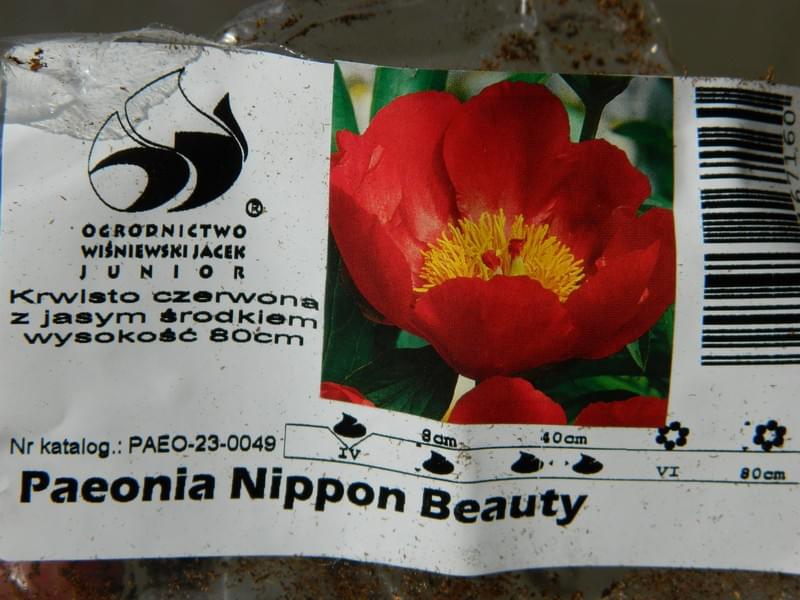 ®
OGRODNICTWO
WIŚNIEWSKI JACEK
JUNIOR
Krwisto czerwona
z jasym środkiem
wysokość 80cm
Nr katalog.: PAEO-23-0049
IV 8cm 40cm VI 80cm
Paeonia Nippon Beauty